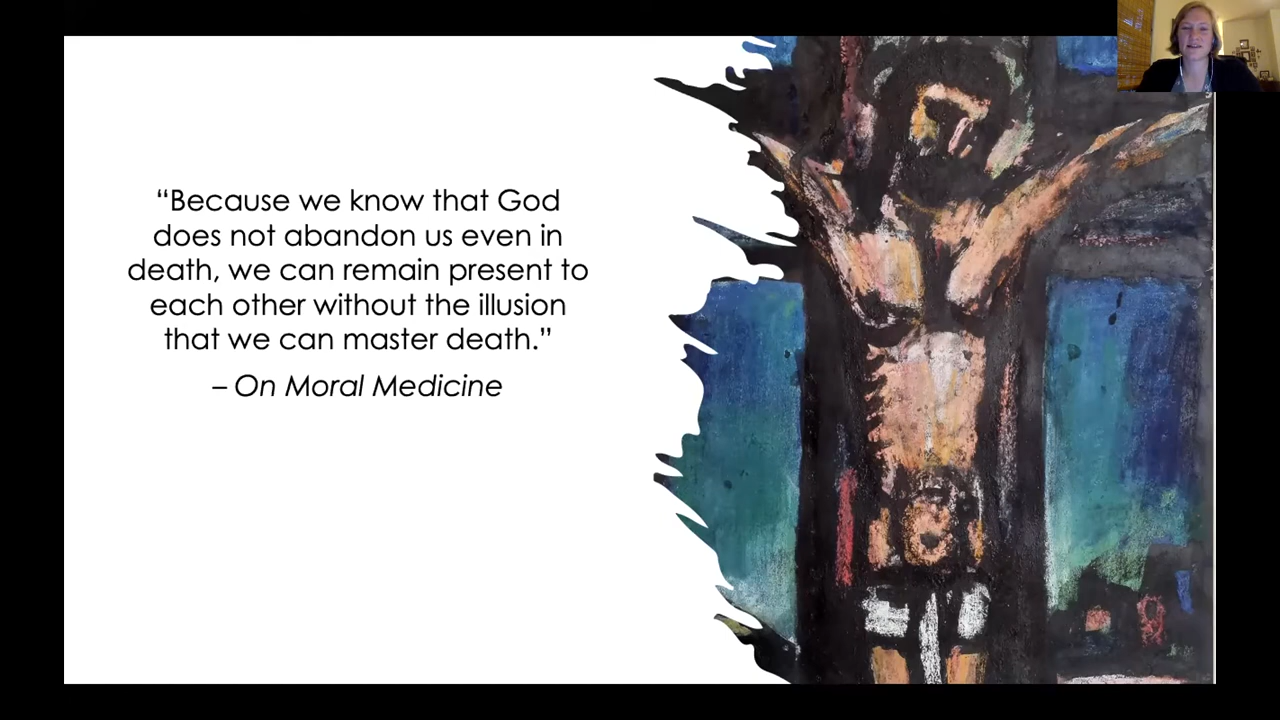 “Because we know that God
does not abandon us even in
death, we can remain present to
each other without the illusion
that we can master death.”
– On Moral Medicine